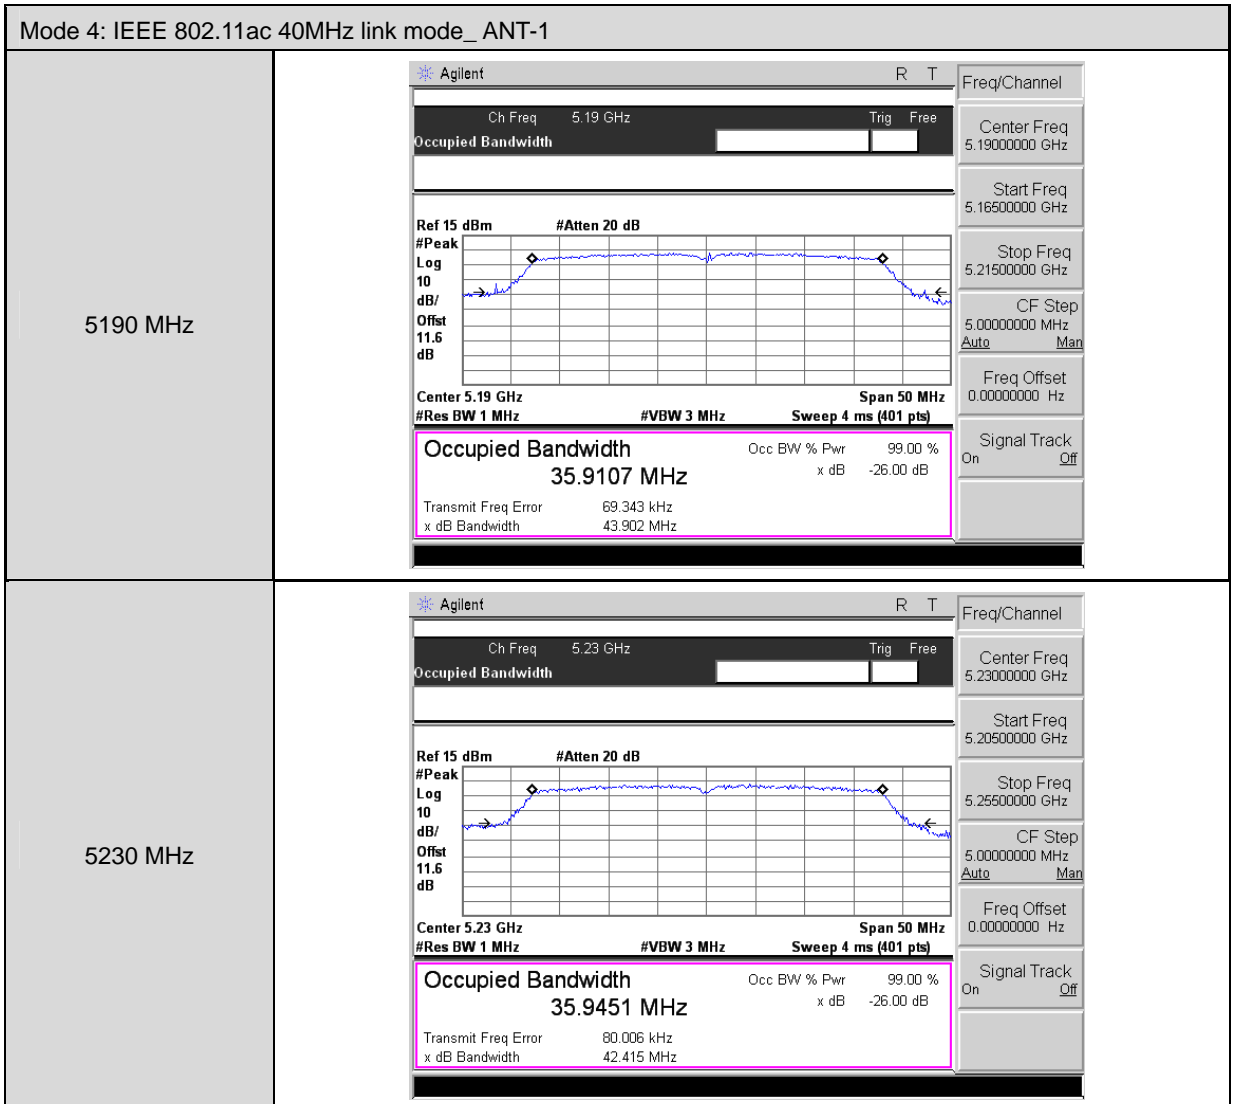 Mode 4: IEEE 802.11ac 40MHz link mode_ ANT-1
5190 MHz
Agilent R T
Ch Freq 5.19 GHz Trig Free
Occupied Bandwidth
Ref 15 dBm #Atten 20 dB
#Peak
Log
10
dB/
Offst
11.6
dB
Center 5.19 GHz Span 50 MHz
#Res BW 1 MHz #VBW 3 MHz Sweep 4 ms (401 pts)
Occupied Bandwidth Occ BW % Pwr 99.00 %
35.9107 MHz x dB -26.00 dB
Transmit Freq Error 69.343 kHz
x dB Bandwidth 43.902 MHz
Freq/Channel
Center Freq
5.19000000 GHz
Start Freq
5.16500000 GHz
Stop Freq
5.21500000 GHz
CF Step
5.00000000 MHz
Auto Man
Freq Offset
0.00000000 Hz
Signal Track
On Off
5230 MHz
Agilent R T
Ch Freq 5.23 GHz Trig Free
Occupied Bandwidth
Ref 15 dBm #Atten 20 dB
#Peak
Log
10
dB/
Offst
11.6
dB
Center 5.23 GHz Span 50 MHz
#Res BW 1 MHz #VBW 3 MHz Sweep 4 ms (401 pts)
Occupied Bandwidth Occ BW % Pwr 99.00 %
35.9451 MHz x dB -26.00 dB
Transmit Freq Error 80.006 kHz
x dB Bandwidth 42.415 MHz
Freq/Channel
Center Freq
5.23000000 GHz
Start Freq
5.20500000 GHz
Stop Freq
5.25500000 GHz
CF Step
5.00000000 MHz
Auto Man
Freq Offset
0.00000000 Hz
Signal Track
On Off